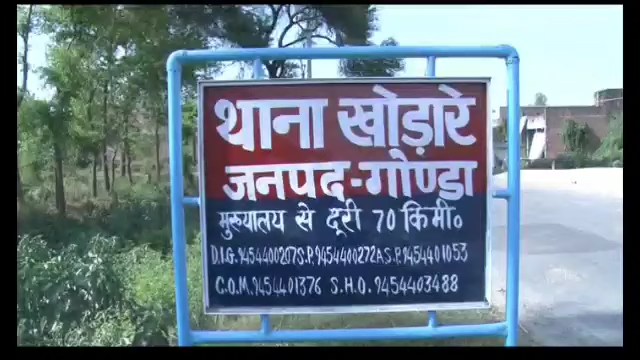 थाना खोड़ारे
जनपद-गोण्डा
मुख्यालय से दूरी 70 किमी०
D.I.G.9454400207 S.P.9454400272 A.S.P.9454401053
C.O.M.9454401376 S.H.O.9454403488